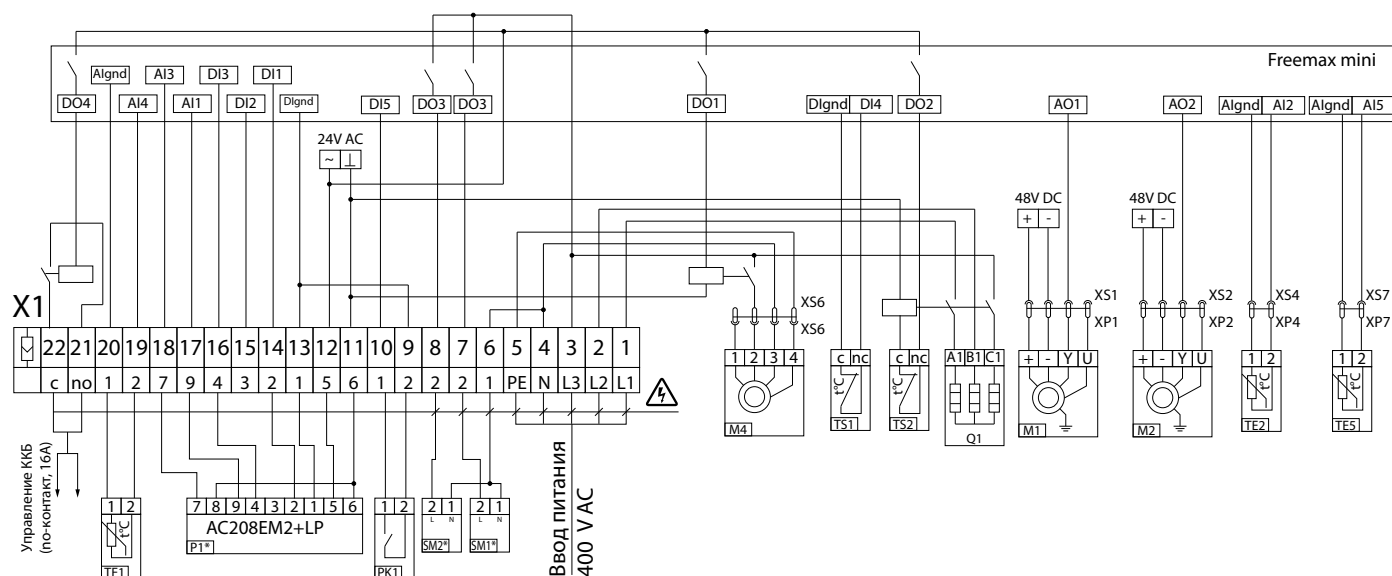 Freemax mini
AIgnd AI3 DI3 DI1
DO4 AI4 AI1 DI2 DIgnd DI5 DO3 DO3 DO1 DIgnd DI4 DO2 AO1 AO2 AIgnd AI2 AIgnd AI5
24V AC
~ ⊥
48V DC 48V DC
+ - + -
X1
XS6 XS1 XS2 XS4 XS7
XS6 XP1 XP2 XP4 XP7
22 21 20 19 18 17 16 15 14 13 12 11 10 9 8 7 6 5 4 3 2 1
c no 1 2 7 9 4 3 2 1 5 6 1 2 2 2 1 PE N L3 L2 L1
1 2 3 4 c nc c nc A1 B1 C1 + - Y U + - Y U 1 2 1 2
t°C t°C t°C t°C
M4 TS1 TS2 Q1 M1 M2 TE2 TE5
Управление ККБ
(no-контакт, 16А)
Ввод питания
400 V AC
1 2 7 8 9 4 3 2 1 5 6 1 2 2 1 2 1
L N L N
t°C
AC208EM2+LP
TE1 P1* PK1 SM2* SM1*